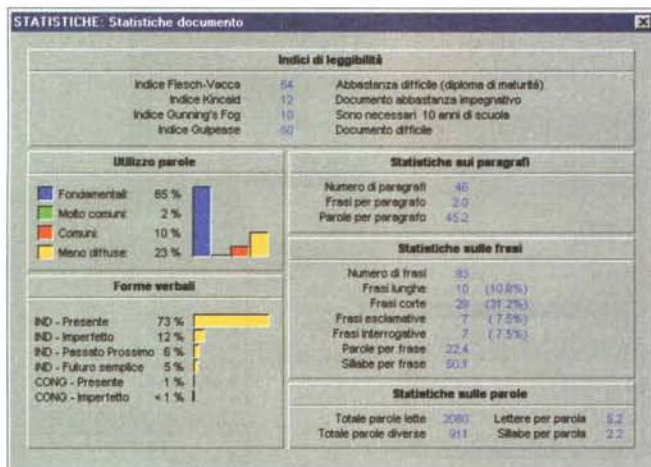 STATISTICHE: Statistiche documento
Indici di leggibilità
Indice Flesch-Vacca 54 Abbastanza difficile (diploma di maturità)
Indice Kincaid 12 Documento abbastanza impegnativo
Indice Gunning's Fog 10 Sono necessari 10 anni di scuola
Indice Gulpease 50 Documento difficile
Utilizzo parole
Fondamentali: 65 %
Molto comuni: 2 %
Comuni: 10 %
Meno diffuse: 23 %
Forme verbali
IND - Presente 73 %
IND - Imperfetto 12 %
IND - Passato Prossimo 6 %
IND - Futuro semplice 5 %
CONG - Presente 1 %
CONG - Imperfetto < 1 %
Statistiche sui paragrafi
Numero di paragrafi 46
Frasi per paragrafo 2.0
Parole per paragrafo 45.2
Statistiche sulle frasi
Numero di frasi 93
Frasi lunghe 10 (10.8%)
Frasi corte 29 (31.2%)
Frasi esclamative 7 (7.5%)
Frasi interrogative 7 (7.5%)
Parole per frase 22.4
Sillabe per frase 50.1
Statistiche sulle parole
Totale parole lette 2080 Lettere per parola 5.2
Totale parole diverse 911 Sillabe per parola 2.2